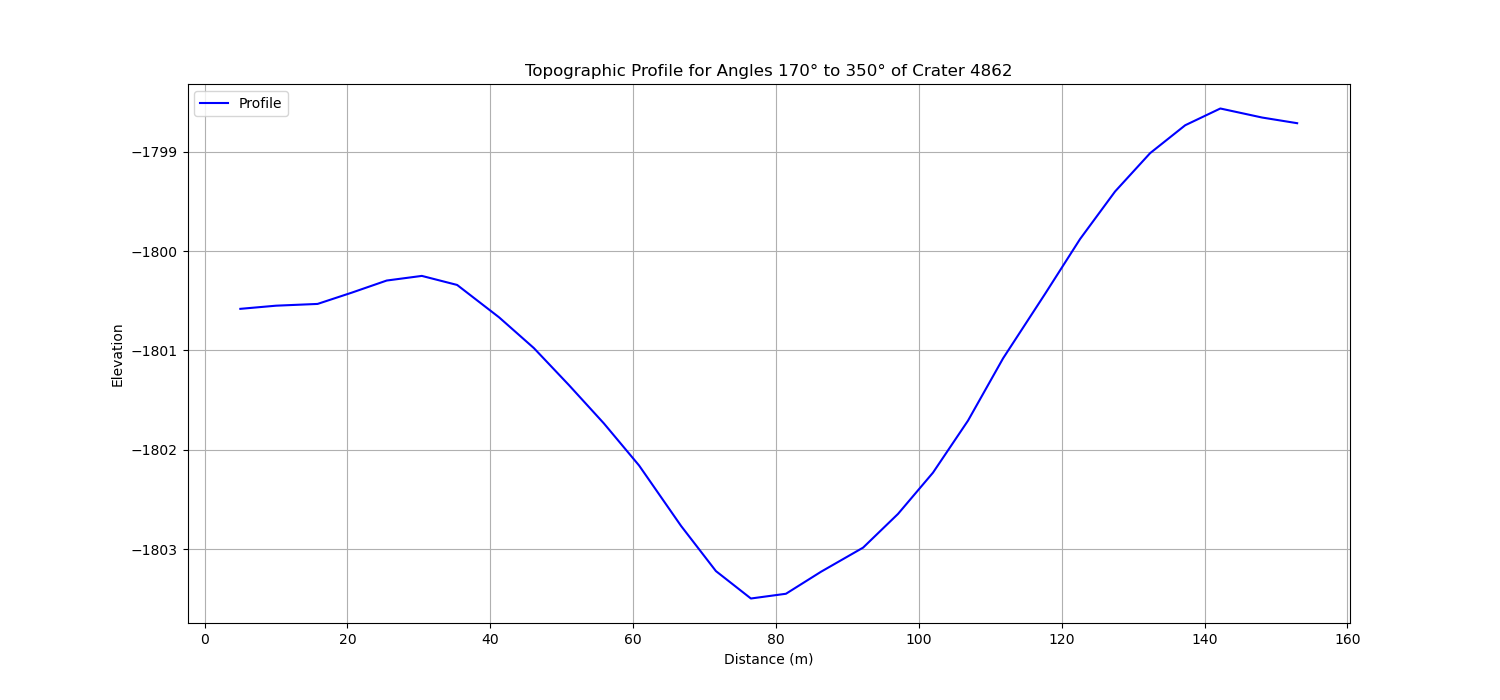 Topographic Profile for Angles 170° to 350° of Crater 4862
Profile
−1799
−1800
−1801
−1802
−1803
Elevation
0 20 40 60 80 100 120 140 160
Distance (m)